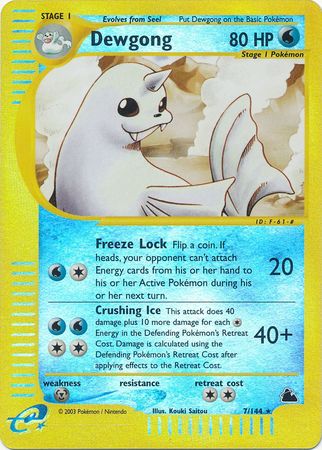 STAGE 1
Evolves from Seel
Put Dewgong on the Basic Pokémon
Dewgong
80 HP
Stage 1 Pokémon
ID: F-61-#
Freeze Lock Flip a coin. If
heads, your opponent can't attach
Energy cards from his or her hand to
his or her Active Pokémon during his
or her next turn.
20
Crushing Ice This attack does 40
damage plus 10 more damage for each
Energy in the Defending Pokémon's Retreat
Cost. Damage is calculated using the
Defending Pokémon's Retreat Cost after
applying effects to the Retreat Cost.
40+
weakness
resistance
retreat cost
e
© 2003 Pokémon / Nintendo
Illus. Kouki Saitou
7/144 ★